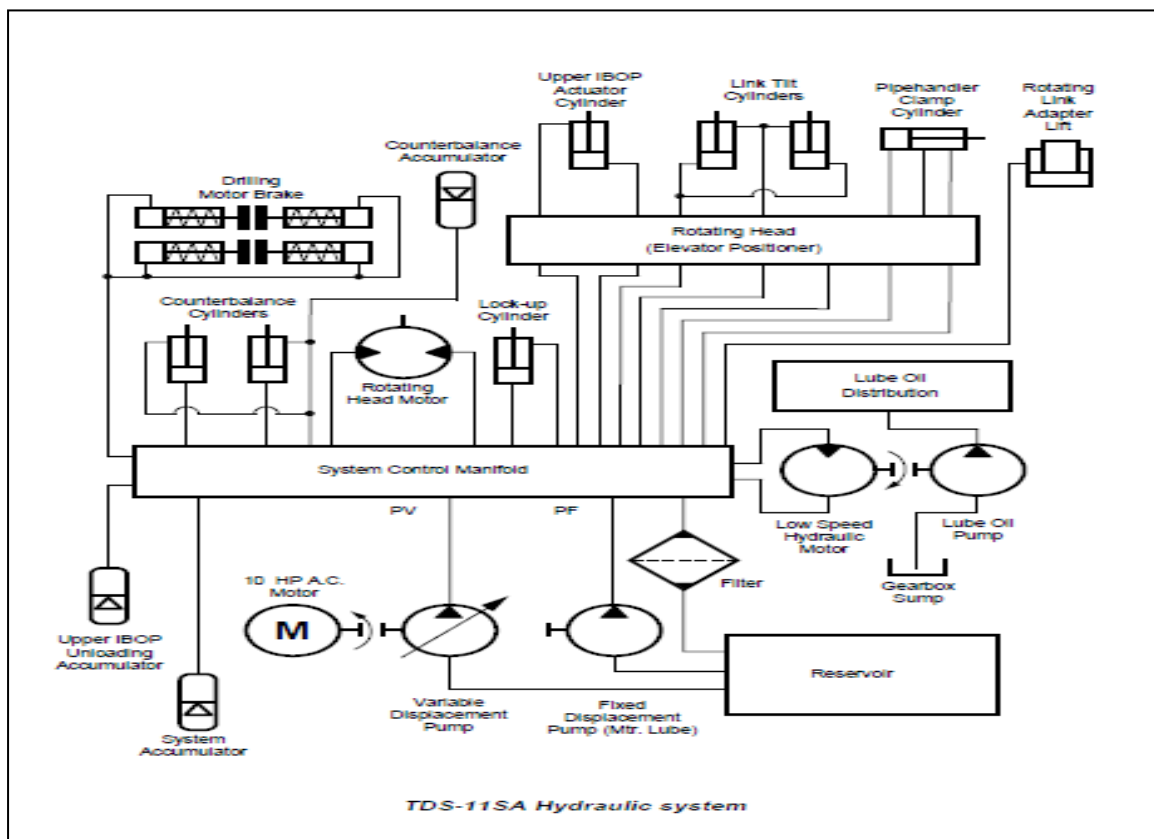 Upper IBOP
Actuator
Cylinder
Link Tilt
Cylinders
Pipehandler
Clamp
Cylinder
Rotating
Link
Adapter
Lift
Counterbalance
Accumulator
Drilling
Motor Brake
Rotating Head
(Elevator Positioner)
Counterbalance
Cylinders
Lock-up
Cylinder
Rotating
Head Motor
Lube Oil
Distribution
System Control Manifold
PV
PF
Low Speed
Hydraulic
Motor
Lube Oil
Pump
10 HP A.C.
Motor
M
Filter
Gearbox
Sump
Upper IBOP
Unloading
Accumulator
Reservoir
Variable
Displacement
Pump
Fixed
Displacement
Pump (Mtr. Lube)
System
Accumulator
TDS-11SA Hydraulic system